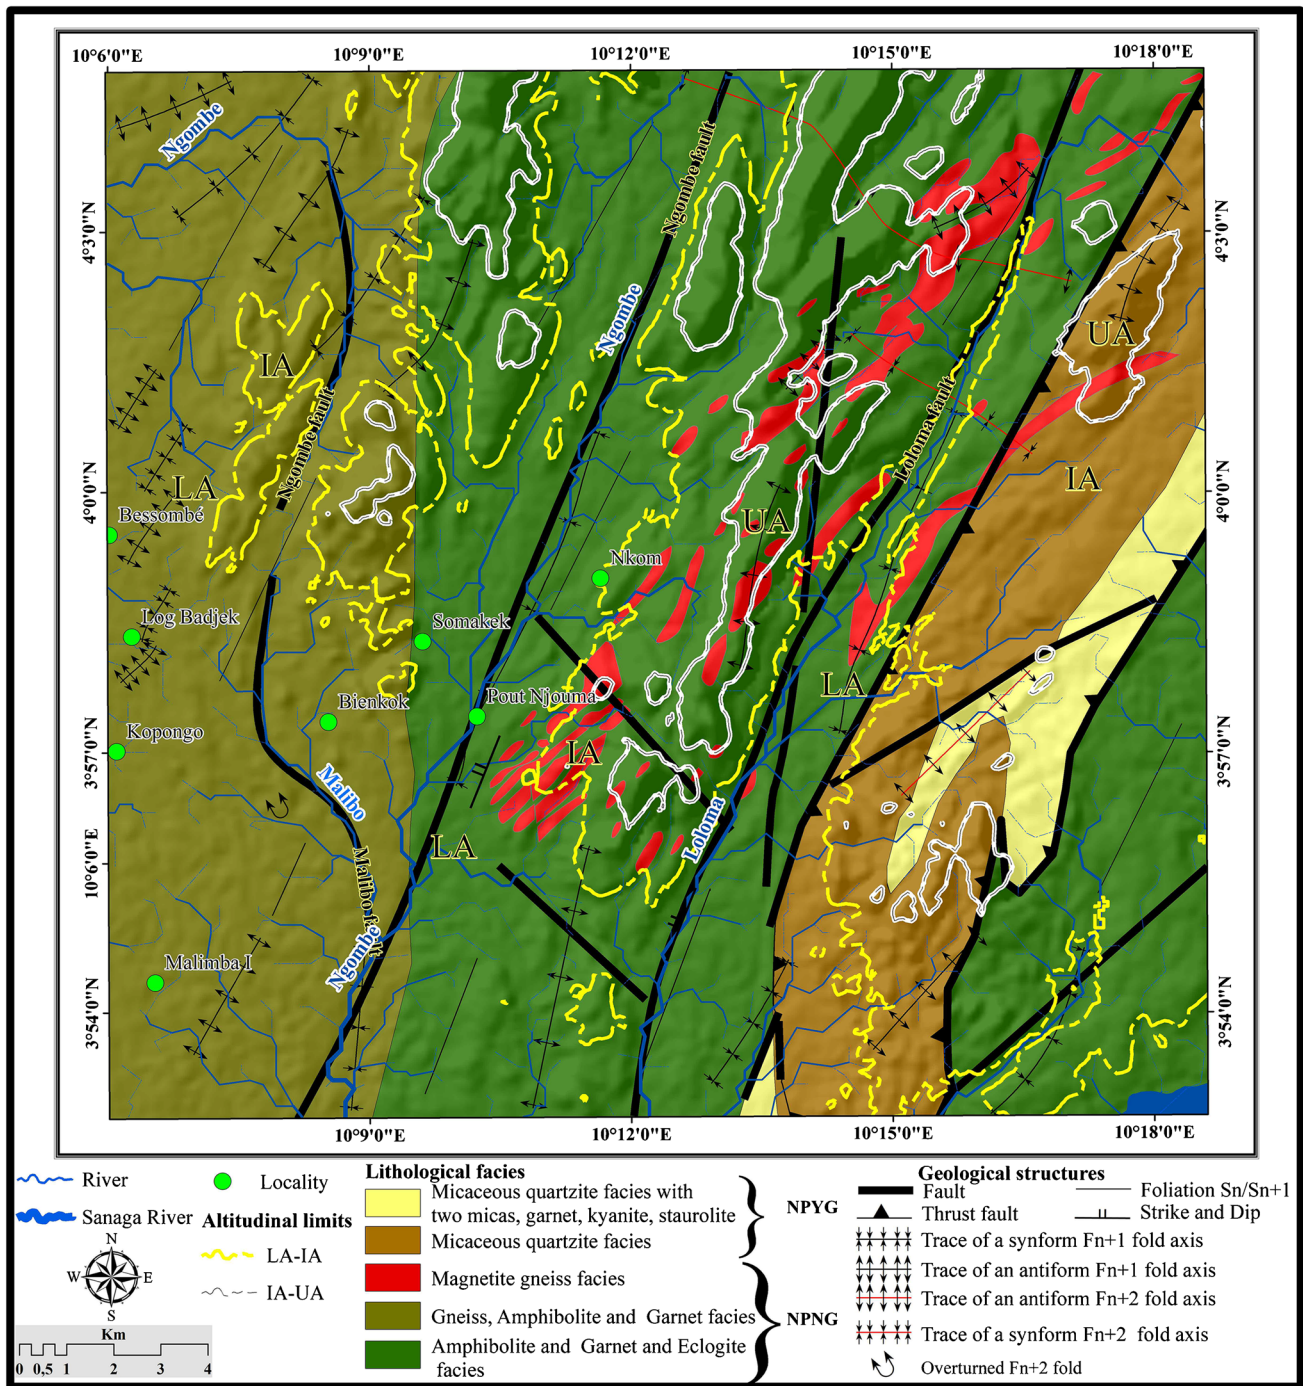 10°6'0"E 10°9'0"E 10°12'0"E 10°15'0"E 10°18'0"E
Ngombe
Ngombe fault
4°3'0"N
4°3'0"N
Ngombe
UA
IA
Ngombe fault
Loloma fault
LA
IA
4°0'0"N
4°0'0"N
Bessombé
UA
Nkom
Log Badjek
Somakek
LA
Bienkok
Pout Njouma
Kopongo
IA
3°57'0"N
3°57'0"N
Malibo
Loloma
LA
10°6'0"E
Malibo fault
Ngombe
Malimba I
3°54'0"N
3°54'0"N
10°9'0"E 10°12'0"E 10°15'0"E 10°18'0"E
River
Sanaga River
N
W E
S
Km
0 0,5 1 2 3 4
Locality
Altitudinal limits
LA-IA
IA-UA
Lithological facies
Micaceous quartzite facies with
two micas, garnet, kyanite, staurolite
Micaceous quartzite facies
NPYG
Magnetite gneiss facies
Gneiss, Amphibolite and Garnet facies
Amphibolite and Garnet and Eclogite
facies
NPNG
Geological structures
Fault
Foliation Sn/Sn+1
Thrust fault
Strike and Dip
Trace of a synform Fn+1 fold axis
Trace of an antiform Fn+1 fold axis
Trace of an antiform Fn+2 fold axis
Trace of a synform Fn+2 fold axis
Overturned Fn+2 fold